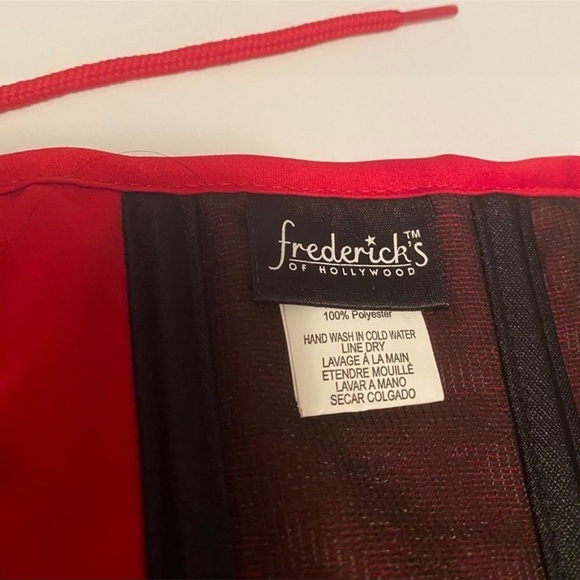 frederick's™
OF HOLLYWOOD
100% Polyester
HAND WASH IN COLD WATER
LINE DRY
LAVAGE Á LA MAIN
ETENDRE MOUILLÉ
LAVAR A MANO
SECAR COLGADO